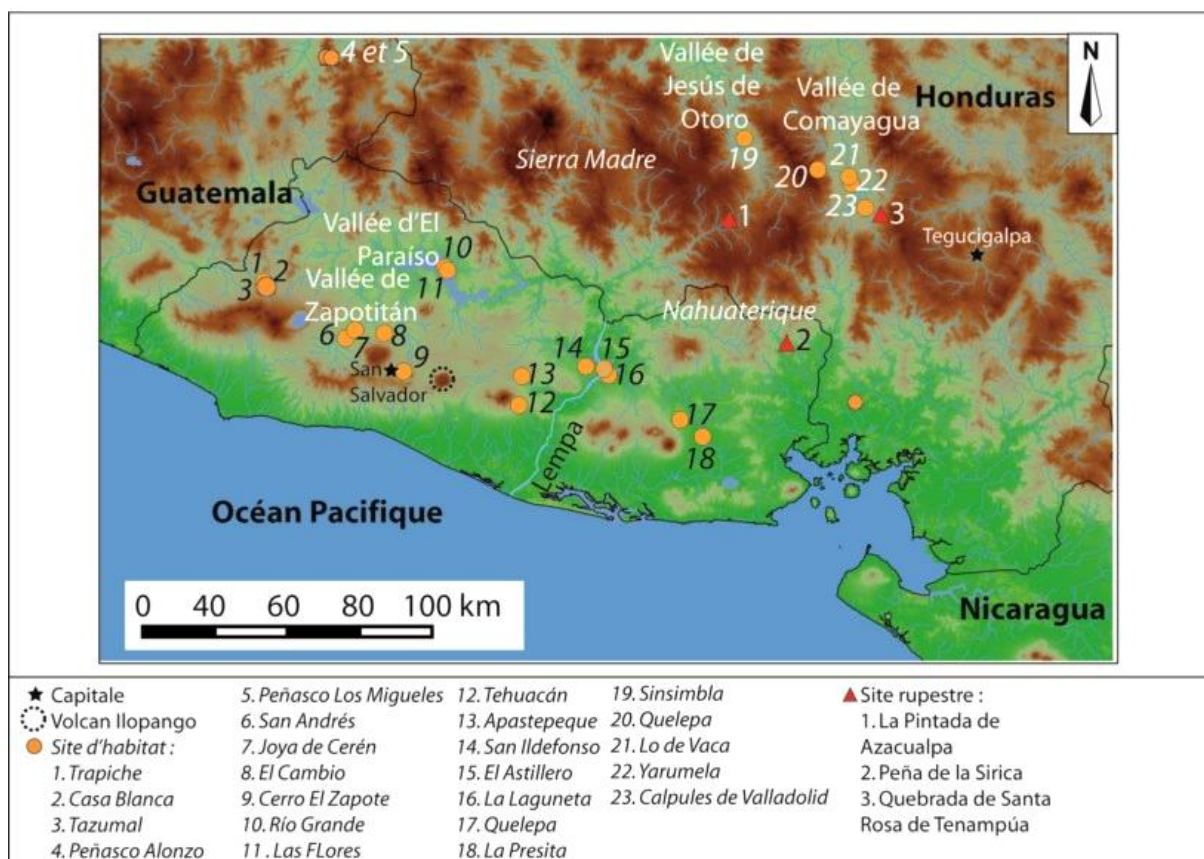 N
4 et 5
Vallée de
Jesús de
Otoro
Vallée de
Comayagua
Honduras
19
Sierra Madre
20
21
22
23
1
3
Tegucigalpa
Guatemala
Vallée d'El
Paraíso
10
11
1
2
3
Vallée de
Zapotitán
Nahuaterique
2
6
7
8
9
San
Salvador
14
15
13
16
12
17
18
Lempa
Océan Pacifique
Nicaragua
0 40 60 80 100 km
Capitale
Volcan Ilopango
Site d'habitat :
1. Trapiche
2. Casa Blanca
3. Tazumal
4. Peñasco Alonzo
5. Peñasco Los Migueles
6. San Andrés
7. Joya de Cerén
8. El Cambio
9. Cerro El Zapote
10. Río Grande
11 . Las FLores
12. Tehuacán
13. Apastepeque
14. San Ildefonso
15. El Astillero
16. La Laguneta
17. Quelepa
18. La Presita
19. Sinsimbla
20. Quelepa
21. Lo de Vaca
22. Yarumela
23. Calpules de Valladolid
Site rupestre :
1. La Pintada de
Azacualpa
2. Peña de la Sirica
3. Quebrada de Santa
Rosa de Tenampúa